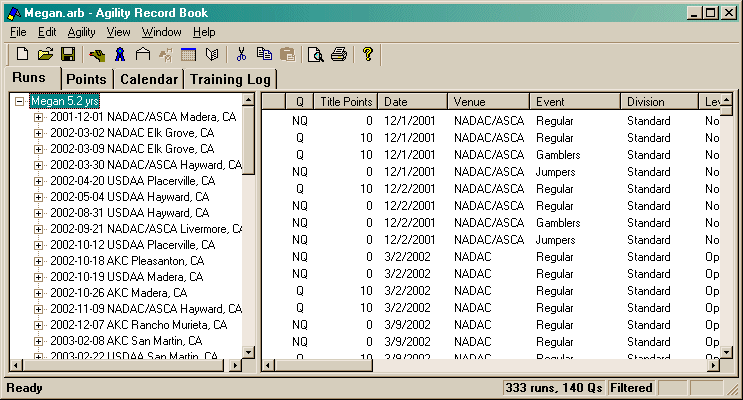 Megan.arb - Agility Record Book
File Edit Agility View Window Help
Runs Points Calendar Training Log
Megan 5.2 yrs
2001-12-01 NADAC/ASCA Madera, CA
2002-03-02 NADAC Elk Grove, CA
2002-03-09 NADAC Elk Grove, CA
2002-03-30 NADAC/ASCA Hayward, CA
2002-04-20 USDAA Placerville, CA
2002-05-04 USDAA Hayward, CA
2002-08-31 USDAA Hayward, CA
2002-09-21 NADAC/ASCA Livermore, CA
2002-10-12 USDAA Placerville, CA
2002-10-18 AKC Pleasanton, CA
2002-10-19 USDAA Madera, CA
2002-10-26 AKC Madera, CA
2002-11-09 NADAC/ASCA Hayward, CA
2002-12-07 AKC Rancho Murieta, CA
2003-02-08 AKC San Martin, CA
2003-02-22 USDAA San Martin, CA
Q Title Points Date Venue Event Division Lev
NQ 0 12/1/2001 NADAC/ASCA Regular Standard No
Q 10 12/1/2001 NADAC/ASCA Regular Standard No
Q 10 12/1/2001 NADAC/ASCA Gamblers Standard No
NQ 0 12/1/2001 NADAC/ASCA Jumpers Standard No
Q 10 12/2/2001 NADAC/ASCA Regular Standard No
NQ 0 12/2/2001 NADAC/ASCA Regular Standard No
NQ 0 12/2/2001 NADAC/ASCA Gamblers Standard No
NQ 0 12/2/2001 NADAC/ASCA Jumpers Standard No
NQ 0 3/2/2002 NADAC Regular Standard Op
NQ 0 3/2/2002 NADAC Regular Standard Op
Q 10 3/2/2002 NADAC Regular Standard Op
Q 10 3/2/2002 NADAC Regular Standard Op
NQ 0 3/9/2002 NADAC Regular Standard Op
NQ 0 3/9/2002 NADAC Regular Standard Op
Q 10 3/9/2002 NADAC Regular Standard Op
Ready 333 runs, 140 Qs Filtered